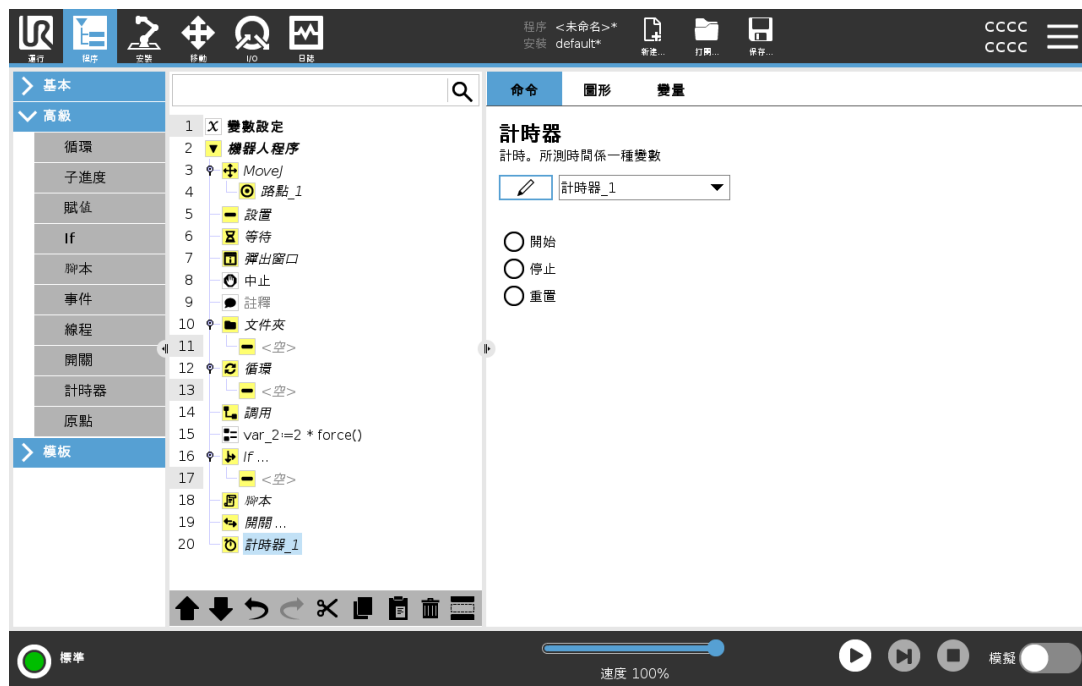 UR
運行
程序
安裝
移動
I/O
日誌
程序 <未命名>*
安裝 default*
新建...
打開...
保存...
CCCC
CCCC
基本
高級
循環
子進度
賦值
If
腳本
事件
線程
開關
計時器
原點
模板
1 X 變數設定
2 機器人程序
3 MoveJ
4 路點_1
5 設置
6 等待
7 彈出窗口
8 中止
9 註釋
10 文件夾
11 <空>
12 循環
13 <空>
14 調用
15 var_2≔2 * force()
16 If ...
17 <空>
18 腳本
19 開關 ...
20 計時器_1
命令 圖形 變量
計時器
計時。所測時間係一種變數
計時器_1
開始
停止
重置
標準
速度 100%
模擬